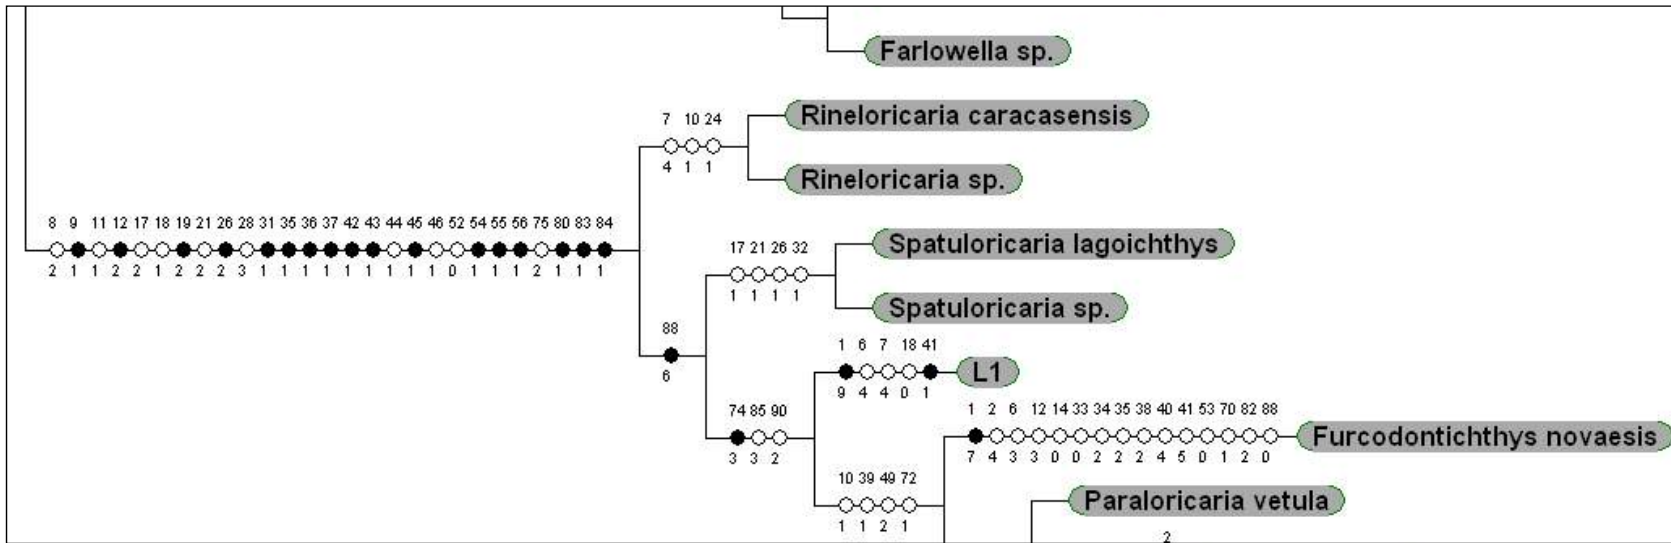 Farlowella sp.
7 10 24
Rineloricaria caracasensis
4 1 1
Rineloricaria sp.
8 9 11 12 17 18 19 21 26 28 31 35 36 37 42 43 44 45 46 52 54 55 56 75 80 83 84
2 1 1 2 2 1 2 2 2 3 1 1 1 1 1 1 1 1 1 0 1 1 1 2 1 1 1
17 21 26 32
Spatuloricaria lagoichthys
1 1 1 1
Spatuloricaria sp.
88
6
1 6 7 18 41
L1
9 4 4 0 1
74 85 90
3 3 2
1 2 6 12 14 33 34 35 38 40 41 53 70 82 88
Furcodontichthys novaesis
7 4 3 3 0 0 2 2 2 4 5 0 1 2 0
10 39 49 72
1 1 2 1
Paraloricaria vetula
2